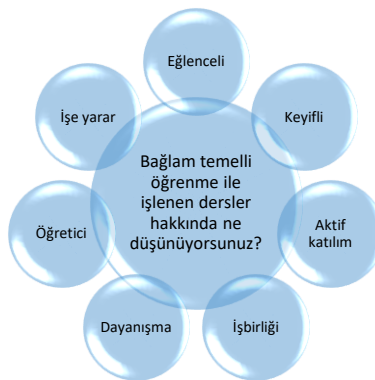 Eğlenceli
Keyifli
Aktif
katılım
İşbirliği
Dayanışma
Öğretici
İşe yarar
Bağlam temelli
öğrenme ile
işlenen dersler
hakkında ne
düşünüyorsunuz?